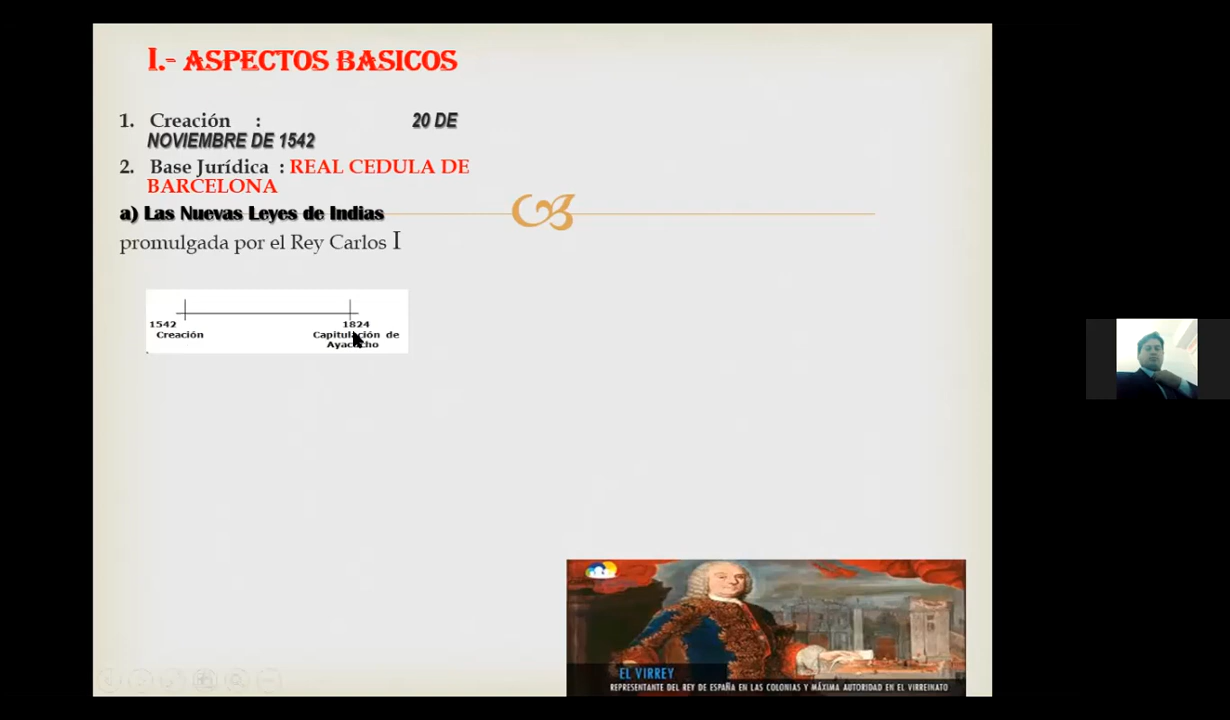 I.- ASPECTOS BASICOS
1. Creación : 20 DE
NOVIEMBRE DE 1542
2. Base Jurídica : REAL CEDULA DE
BARCELONA
a) Las Nuevas Leyes de Indias
promulgada por el Rey Carlos I
1542
Creación
1824
Capitulación de
Ayacucho
EL VIRREY
REPRESENTANTE DEL REY DE ESPAÑA EN LAS COLONIAS Y MÁXIMA AUTORIDAD EN EL VIRREINATO